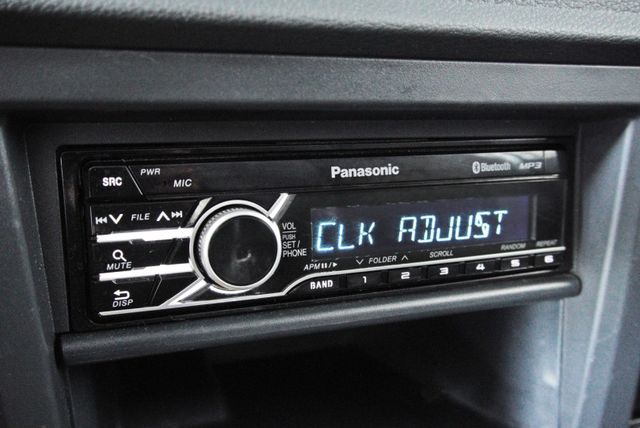 PWR
SRC
MIC
Panasonic
Bluetooth MP3
FILE
MUTE
DISP
VOL
PUSH
SET/
PHONE
CLK ADJUST
APM FOLDER SCROLL RANDOM REPEAT
BAND 1 2 3 4 5 6